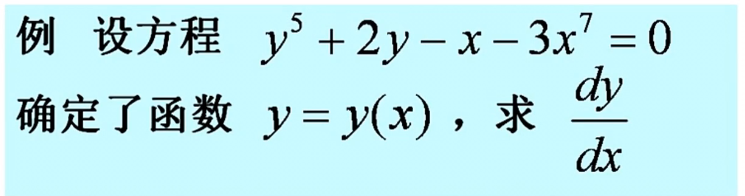 例 设方程 y⁵ + 2y − x − 3x⁷ = 0
确定了函数 y = y(x) ，求 dy/dx